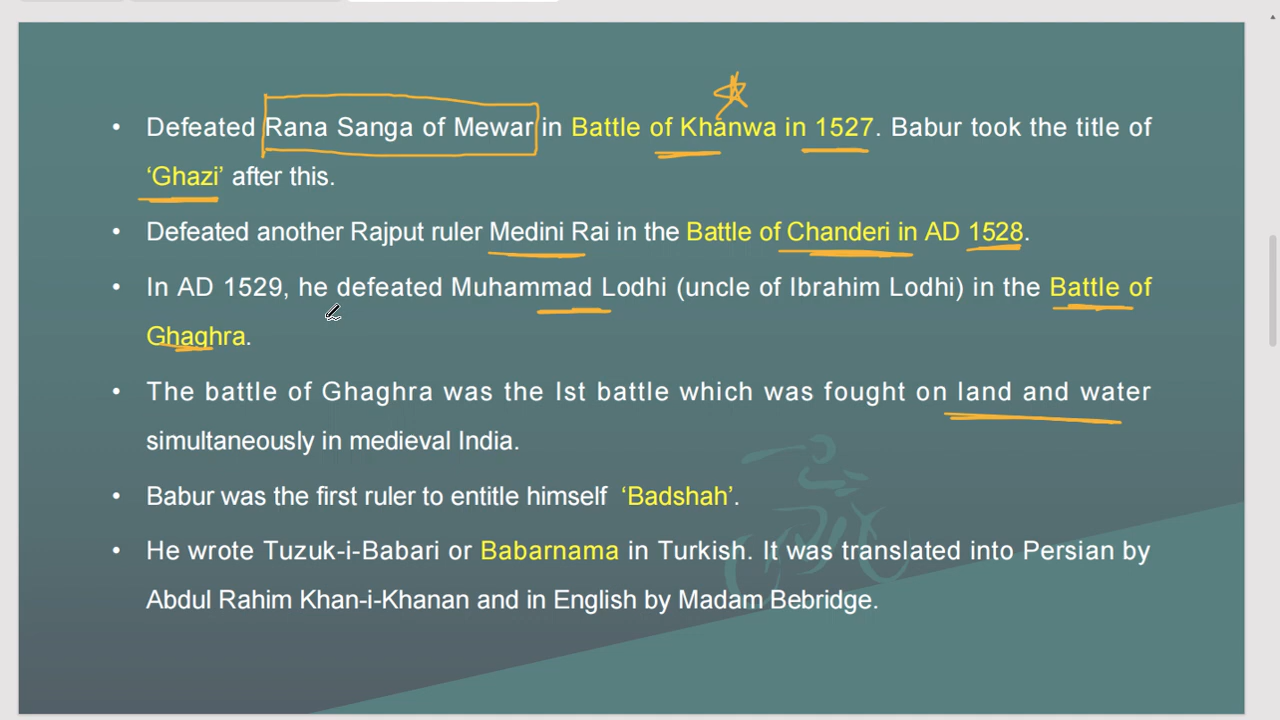 • Defeated Rana Sanga of Mewar in Battle of Khanwa in 1527. Babur took the title of
‘Ghazi’ after this.
• Defeated another Rajput ruler Medini Rai in the Battle of Chanderi in AD 1528.
• In AD 1529, he defeated Muhammad Lodhi (uncle of Ibrahim Lodhi) in the Battle of
Ghaghra.
• The battle of Ghaghra was the Ist battle which was fought on land and water
simultaneously in medieval India.
• Babur was the first ruler to entitle himself ‘Badshah’.
• He wrote Tuzuk-i-Babari or Babarnama in Turkish. It was translated into Persian by
Abdul Rahim Khan-i-Khanan and in English by Madam Bebridge.